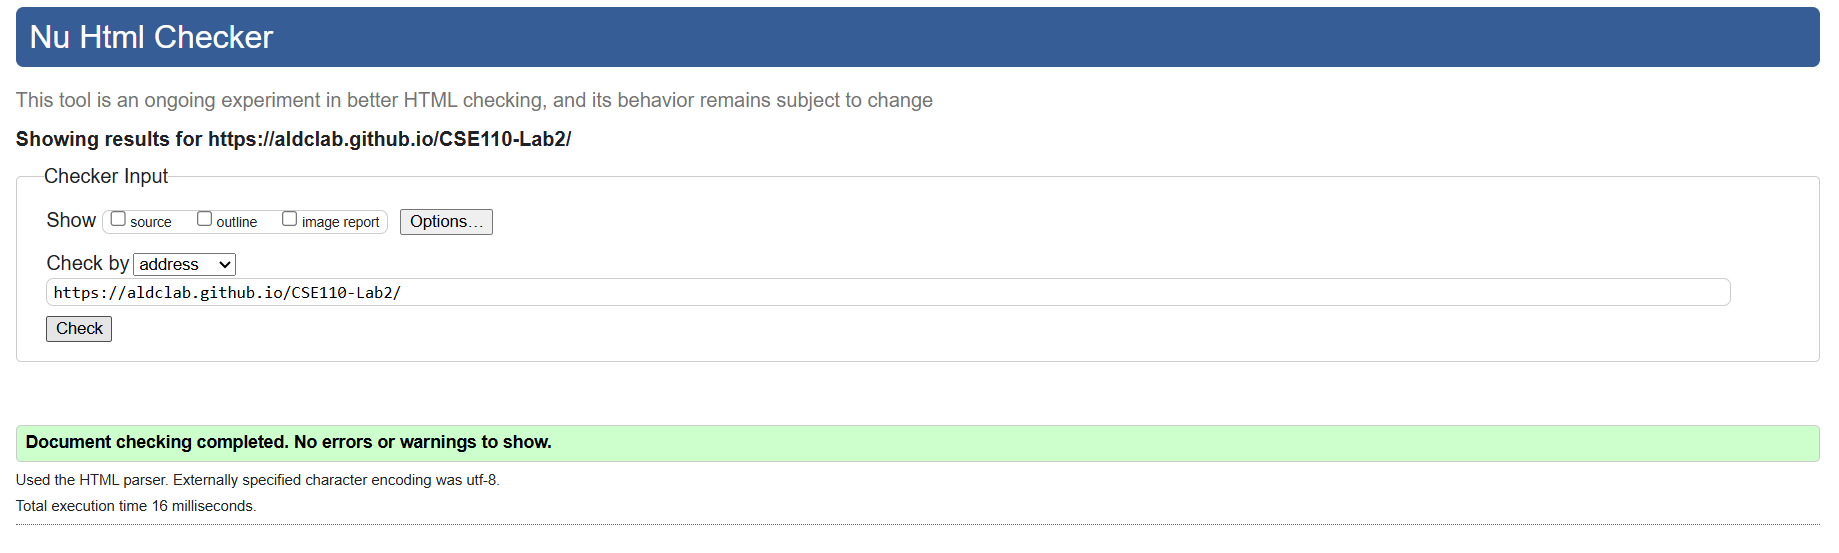 Nu Html Checker
This tool is an ongoing experiment in better HTML checking, and its behavior remains subject to change
Showing results for https://aldclab.github.io/CSE110-Lab2/
Checker Input
Show source outline image report Options...
Check by address
https://aldclab.github.io/CSE110-Lab2/
Check
Document checking completed. No errors or warnings to show.
Used the HTML parser. Externally specified character encoding was utf-8.
Total execution time 16 milliseconds.